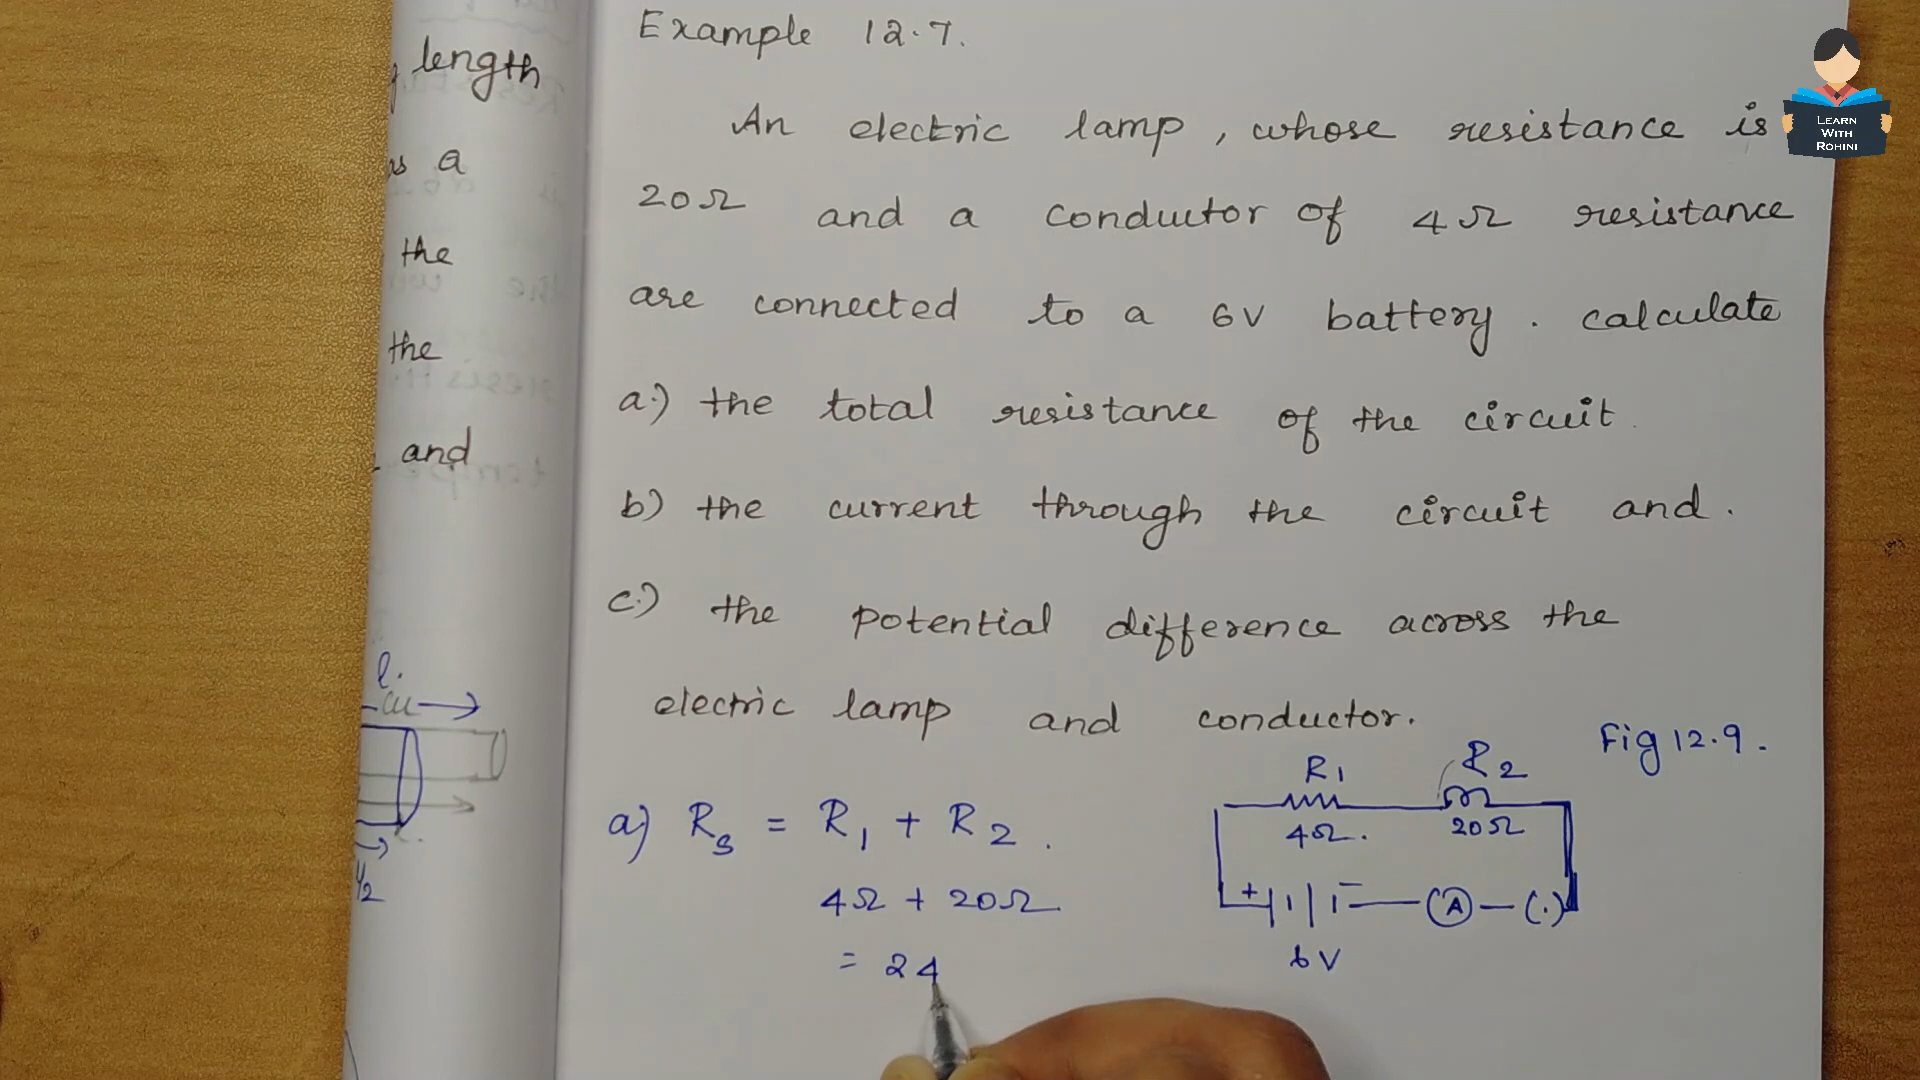 length
as a
the
the
and
l.
Cu
l/2
Example 12.7.
An electric lamp, whose resistance is
20Ω and a conductor of 4Ω resistance
are connected to a 6V battery. calculate
a.) the total resistance of the circuit.
b) the current through the circuit and.
c.) the potential difference across the
electric lamp and conductor.
Fig 12.9.
a) Rs = R1 + R2.
4Ω + 20Ω
= 24
R1 R2
4Ω. 20Ω
+ - A (.)
6V
LEARN
WITH
ROHINI